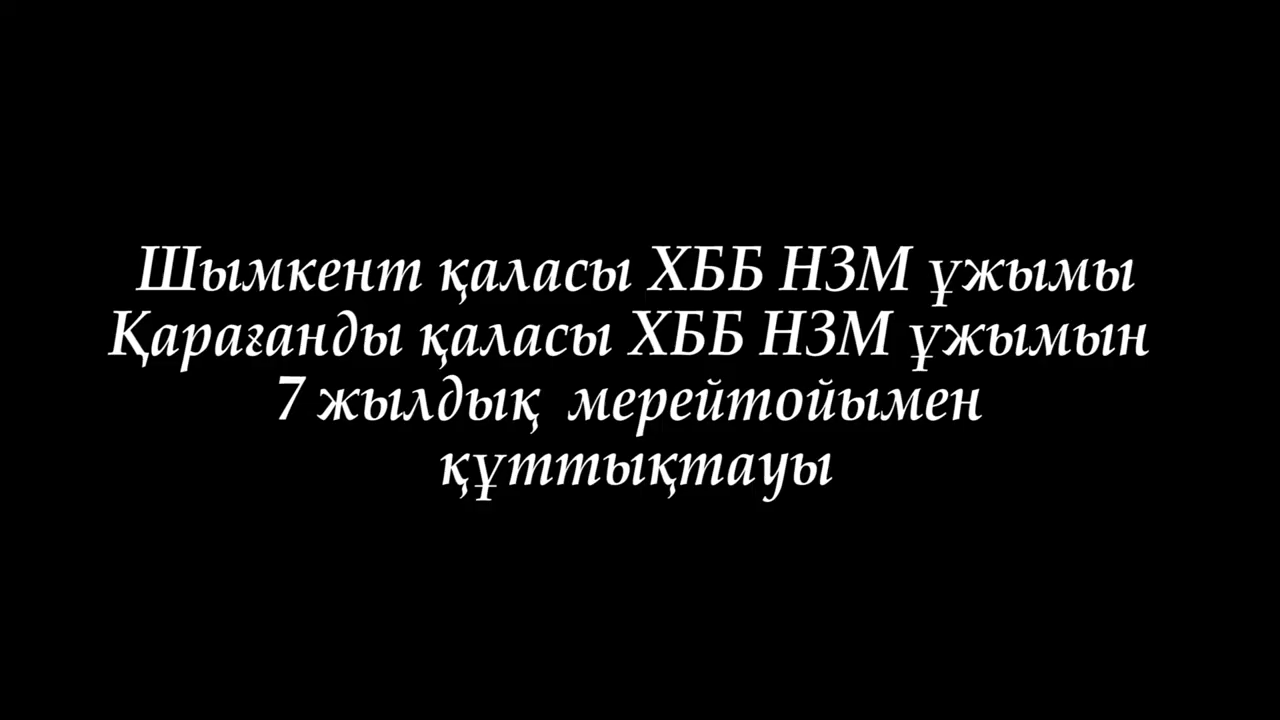 Шымкент қаласы ХББ НЗМ ұжымы
Қарағанды қаласы ХББ НЗМ ұжымын
7 жылдық мерейтойымен
құттықтауы